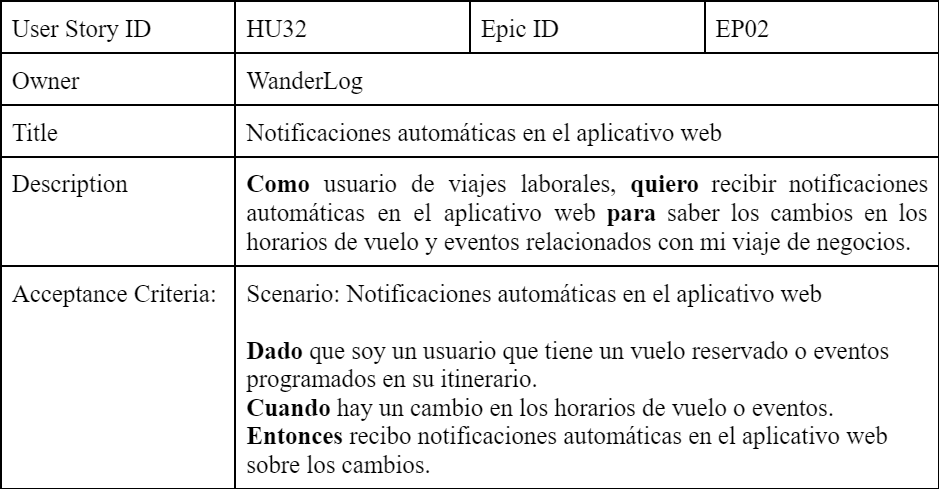 User Story ID HU32 Epic ID EP02
Owner WanderLog
Title Notificaciones automáticas en el aplicativo web
Description Como usuario de viajes laborales, quiero recibir notificaciones
automáticas en el aplicativo web para saber los cambios en los
horarios de vuelo y eventos relacionados con mi viaje de negocios.
Acceptance Criteria: Scenario: Notificaciones automáticas en el aplicativo web
Dado que soy un usuario que tiene un vuelo reservado o eventos
programados en su itinerario.
Cuando hay un cambio en los horarios de vuelo o eventos.
Entonces recibo notificaciones automáticas en el aplicativo web
sobre los cambios.